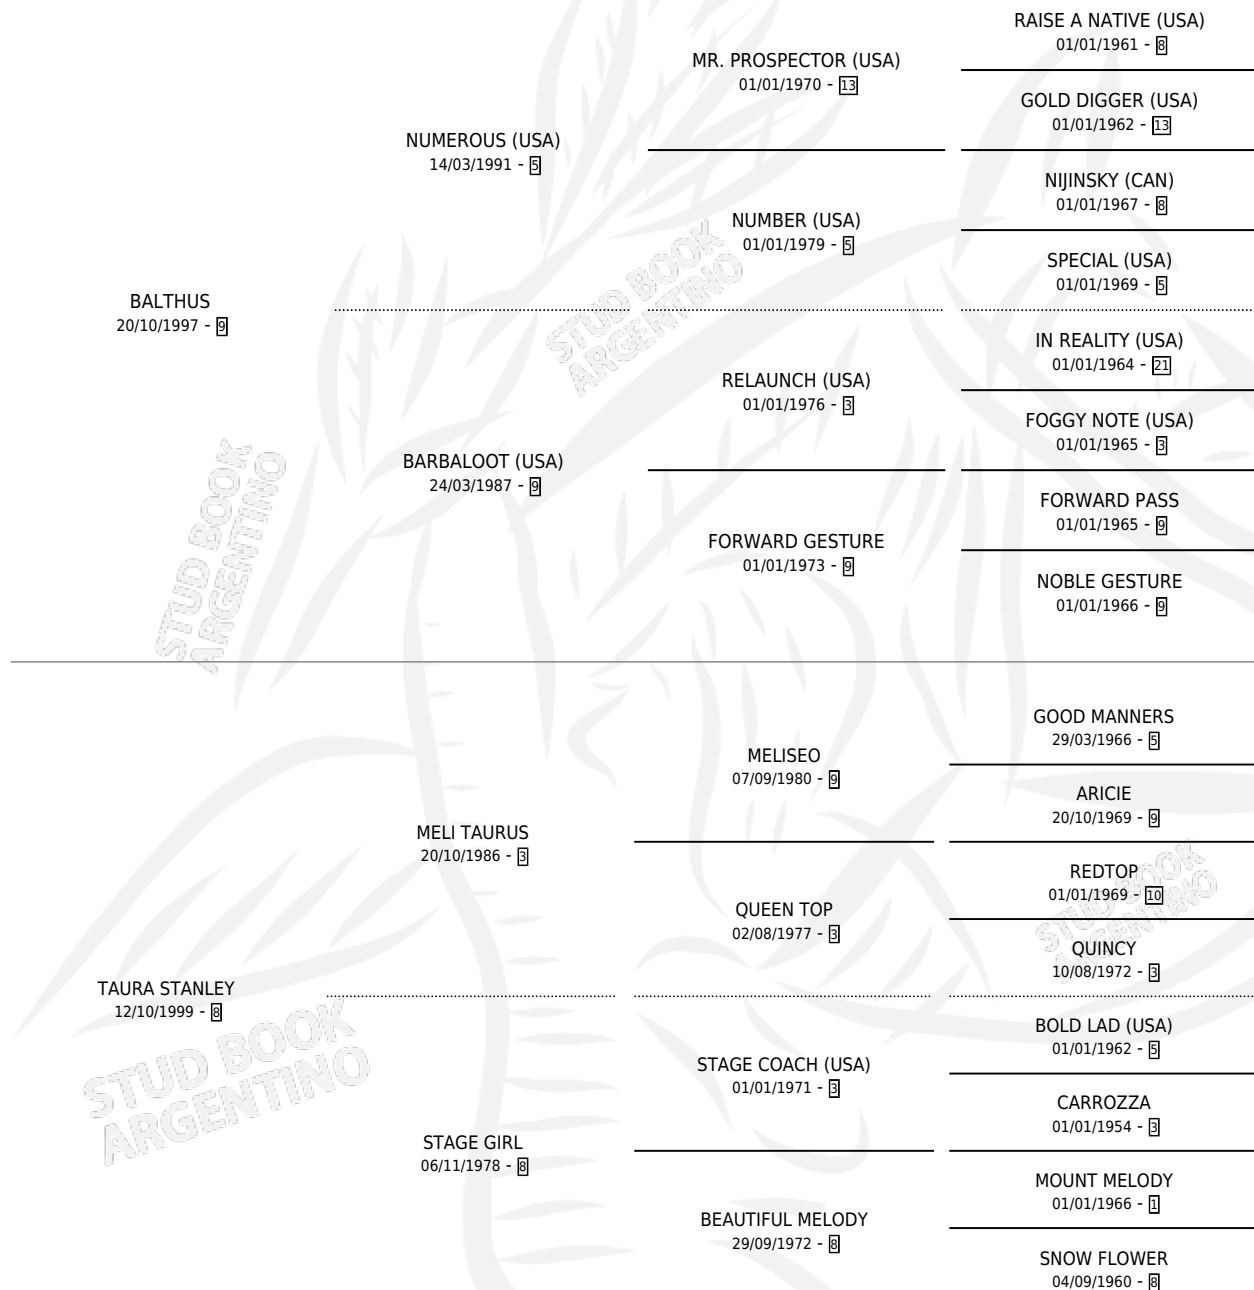 RAISE A NATIVE (USA)
01/01/1961 - 8
MR. PROSPECTOR (USA)
01/01/1970 - 13
GOLD DIGGER (USA)
01/01/1962 - 13
NUMEROUS (USA)
14/03/1991 - 5
NIJINSKY (CAN)
01/01/1967 - 8
NUMBER (USA)
01/01/1979 - 5
SPECIAL (USA)
01/01/1969 - 5
BALTHUS
20/10/1997 - 9
IN REALITY (USA)
01/01/1964 - 21
RELAUNCH (USA)
01/01/1976 - 3
FOGGY NOTE (USA)
01/01/1965 - 3
BARBALOOT (USA)
24/03/1987 - 9
FORWARD PASS
01/01/1965 - 9
FORWARD GESTURE
01/01/1973 - 9
NOBLE GESTURE
01/01/1966 - 9
GOOD MANNERS
29/03/1966 - 5
MELISEO
07/09/1980 - 9
ARICIE
20/10/1969 - 9
MELI TAURUS
20/10/1986 - 3
REDTOP
01/01/1969 - 10
QUEEN TOP
02/08/1977 - 3
QUINCY
10/08/1972 - 3
TAURA STANLEY
12/10/1999 - 8
BOLD LAD (USA)
01/01/1962 - 5
STAGE COACH (USA)
01/01/1971 - 3
CARROZZA
01/01/1954 - 3
STAGE GIRL
06/11/1978 - 8
MOUNT MELODY
01/01/1966 - 1
BEAUTIFUL MELODY
29/09/1972 - 8
SNOW FLOWER
04/09/1960 - 8
STUD BOOK
ARGENTINO
STUD BOOK
ARGENTINO
STUD BOOK
ARGENTINO
STUD BOOK
ARGENTINO